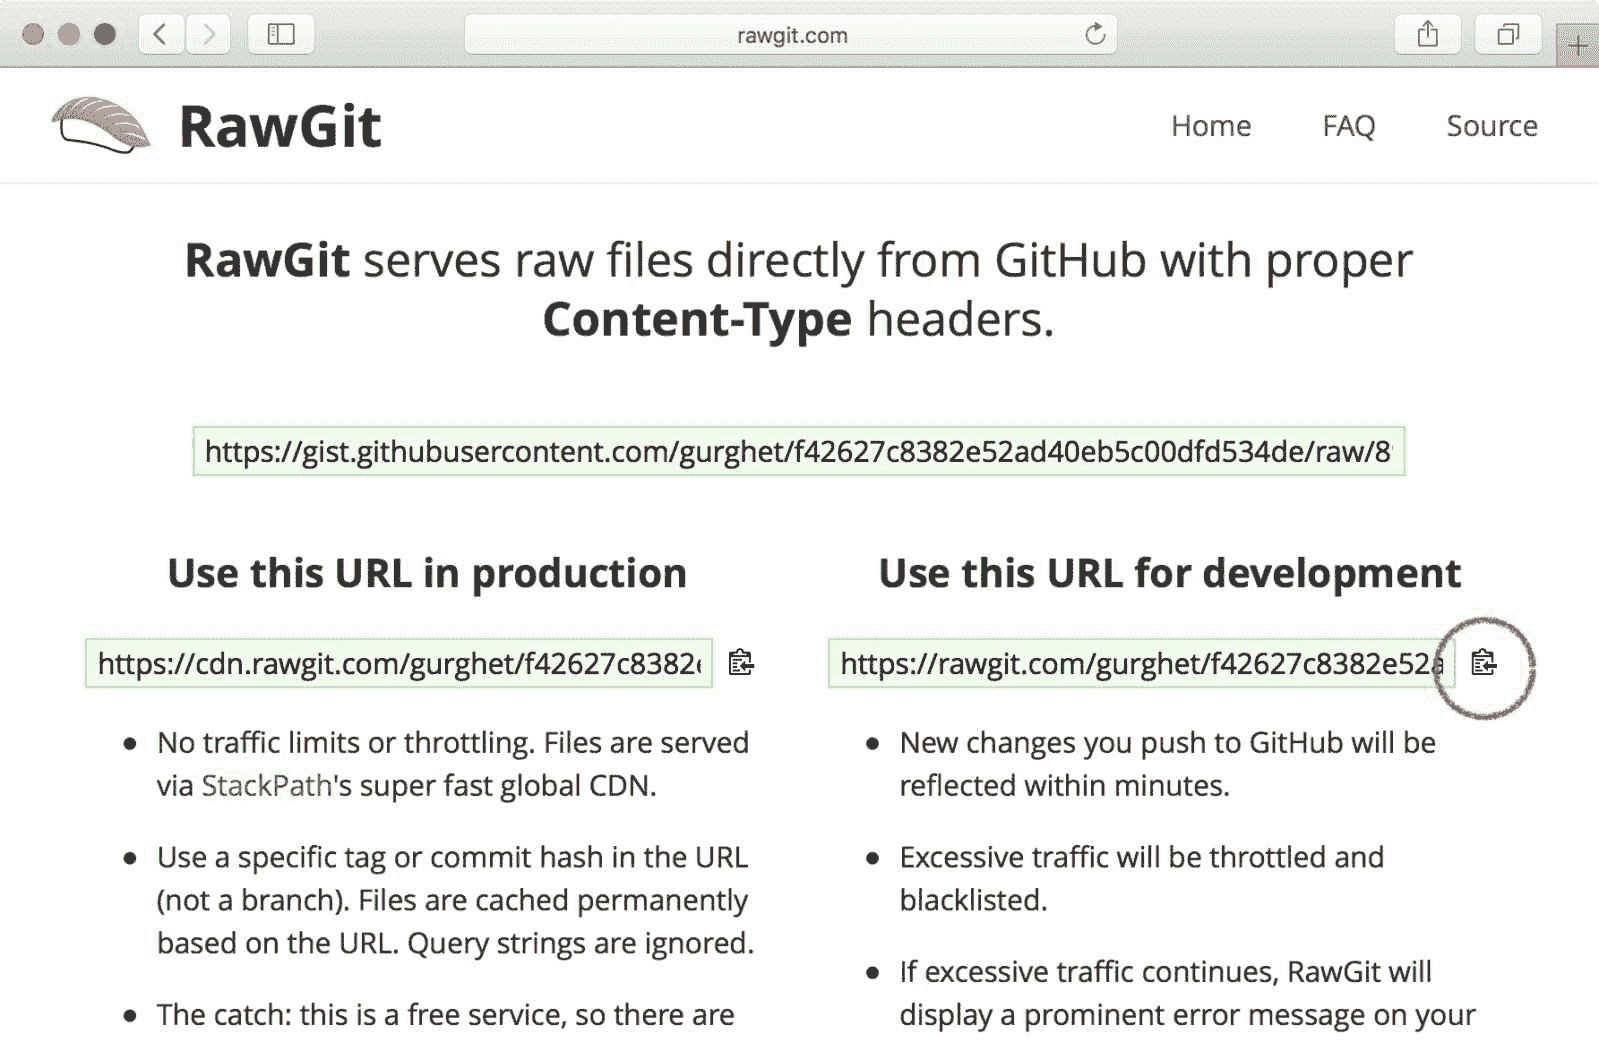 rawgit.com
RawGit
Home FAQ Source
RawGit serves raw files directly from GitHub with proper
Content-Type headers.
https://gist.githubusercontent.com/gurghet/f42627c8382e52ad40eb5c00dfd534de/raw/8
Use this URL in production
https://cdn.rawgit.com/gurghet/f42627c8382
No traffic limits or throttling. Files are served
via StackPath's super fast global CDN.
Use a specific tag or commit hash in the URL
(not a branch). Files are cached permanently
based on the URL. Query strings are ignored.
The catch: this is a free service, so there are
Use this URL for development
https://rawgit.com/gurghet/f42627c8382e52a
New changes you push to GitHub will be
reflected within minutes.
Excessive traffic will be throttled and
blacklisted.
If excessive traffic continues, RawGit will
display a prominent error message on your